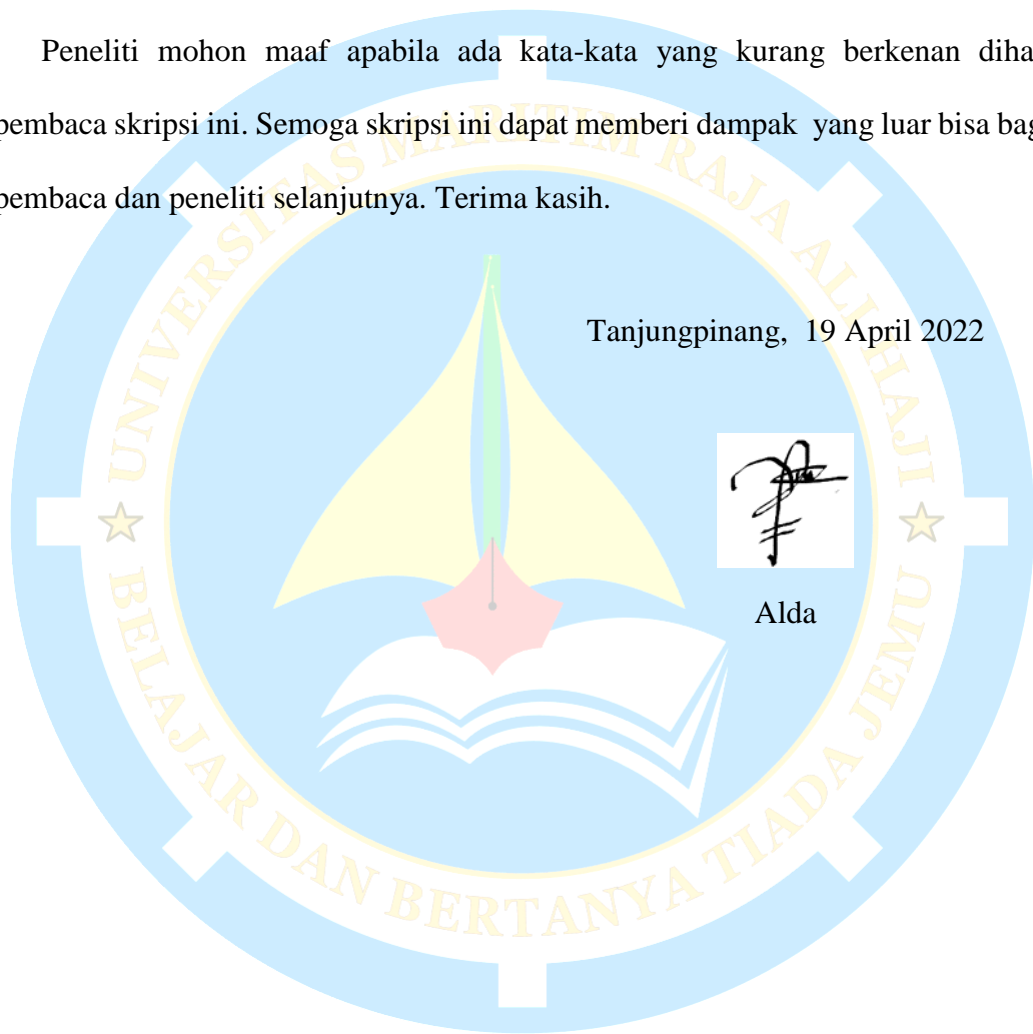 Peneliti mohon maaf apabila ada kata-kata yang kurang berkenan diha
pembaca skripsi ini. Semoga skripsi ini dapat memberi dampak yang luar bisa bag
pembaca dan peneliti selanjutnya. Terima kasih.
UNIVERSITAS MARITIM RAJA ALI HAJI
Tanjungpinang, 19 April 2022
Alda
BELAJAR DAN BERTANYA TIADA JEMU